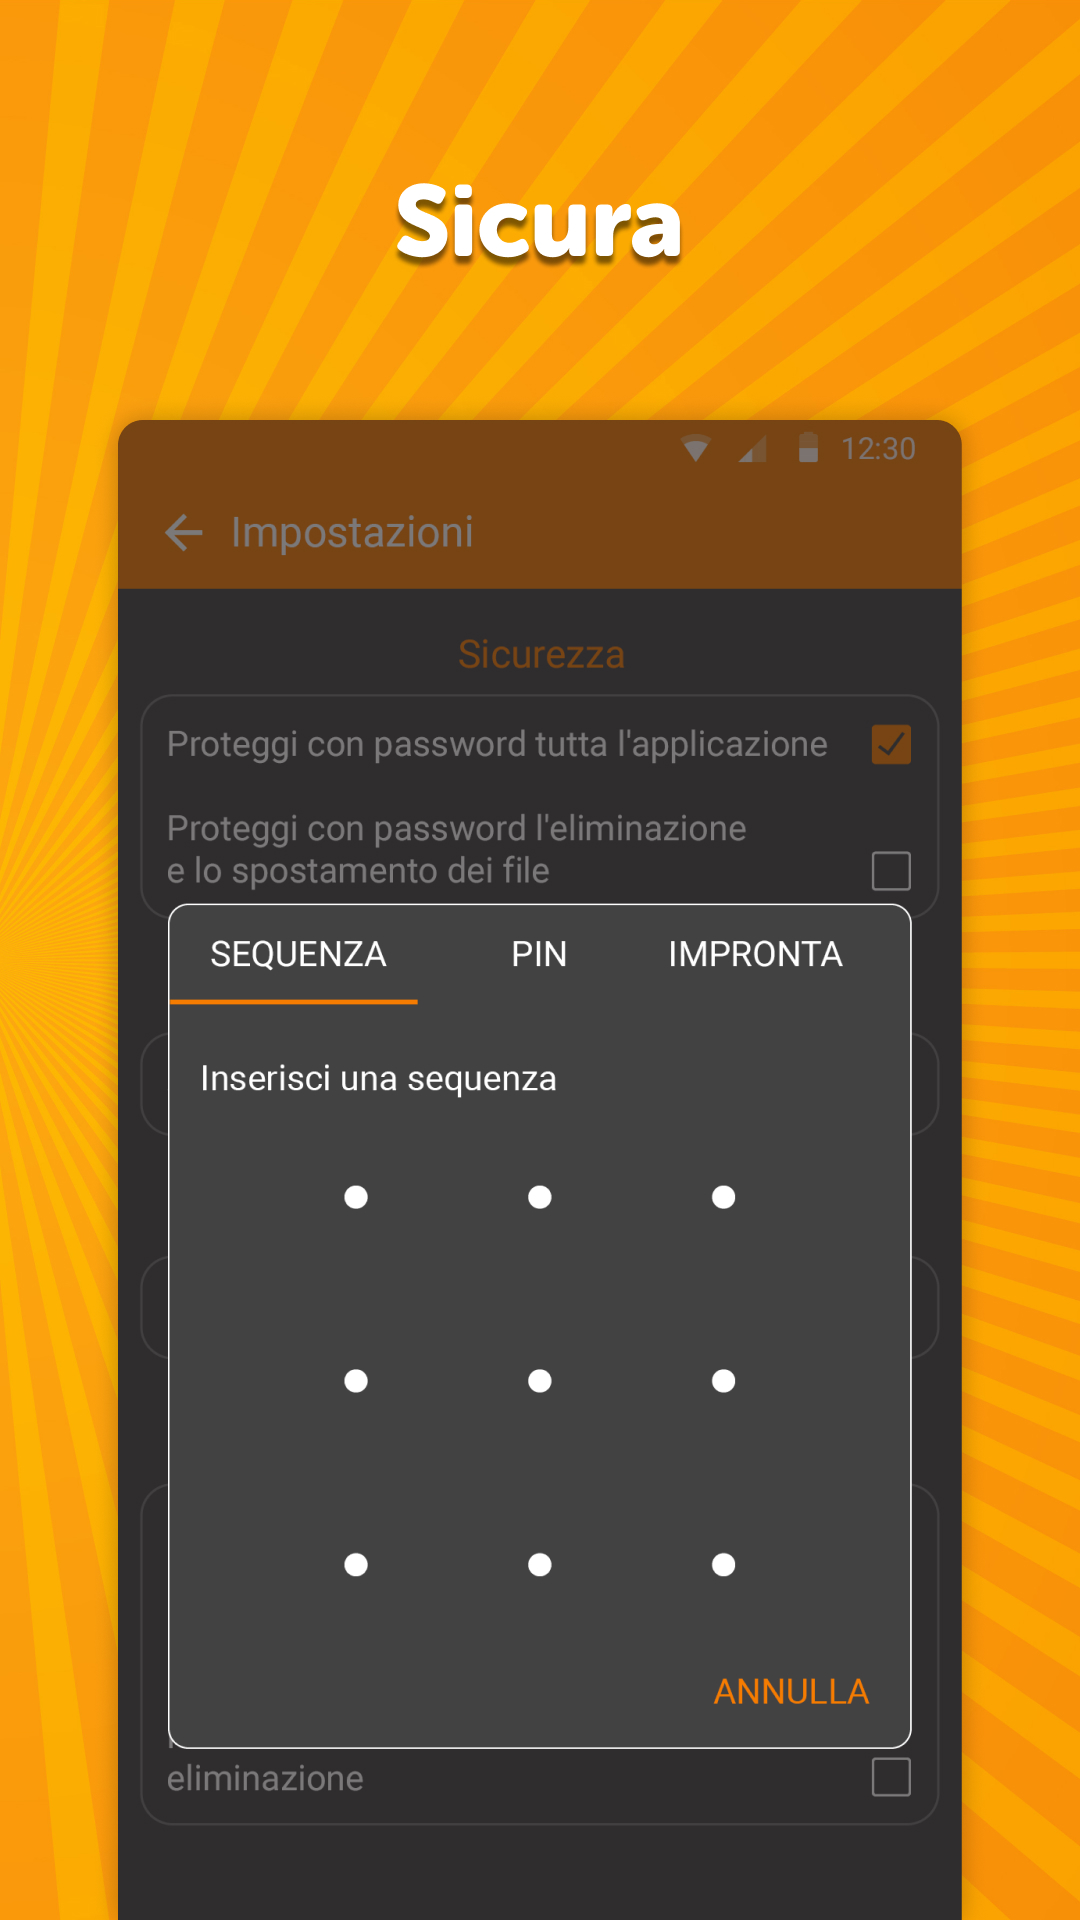 Sicura
12:30
Impostazioni
Sicurezza
Proteggi con password tutta l'applicazione
Proteggi con password l'eliminazione
e lo spostamento dei file
SEQUENZA PIN IMPRONTA
Inserisci una sequenza
ANNULLA
eliminazione